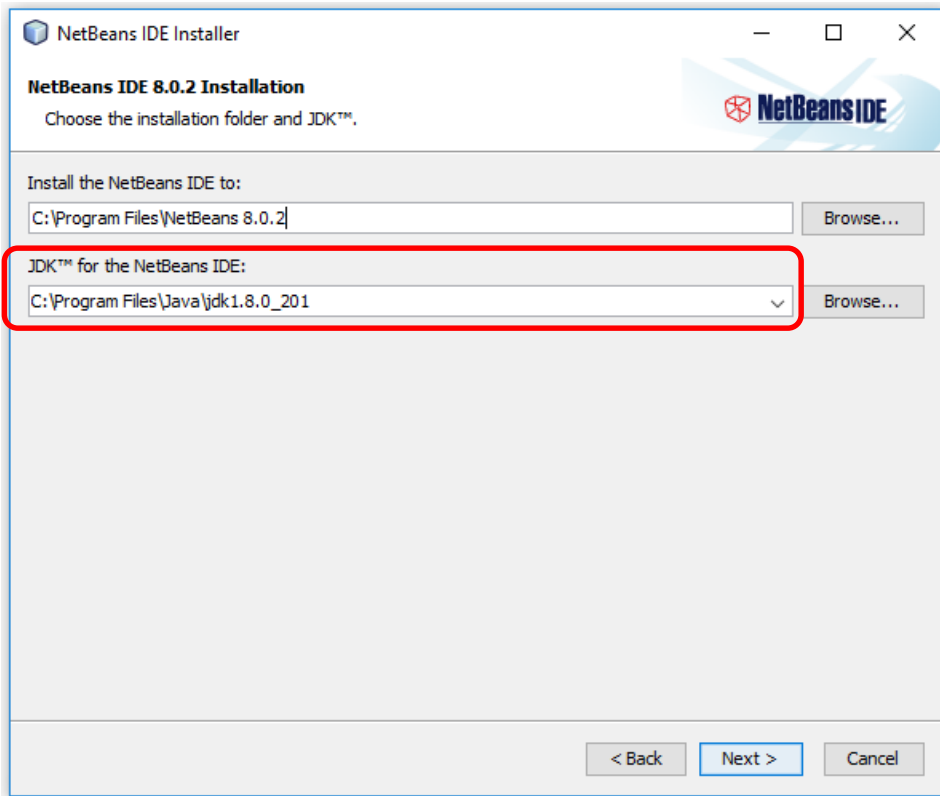 NetBeans IDE Installer
NetBeans IDE 8.0.2 Installation
Choose the installation folder and JDK™.
NetBeans IDE
Install the NetBeans IDE to:
C:\Program Files\NetBeans 8.0.2
Browse...
JDK™ for the NetBeans IDE:
C:\Program Files\Java\jdk1.8.0_201
Browse...
< Back
Next >
Cancel